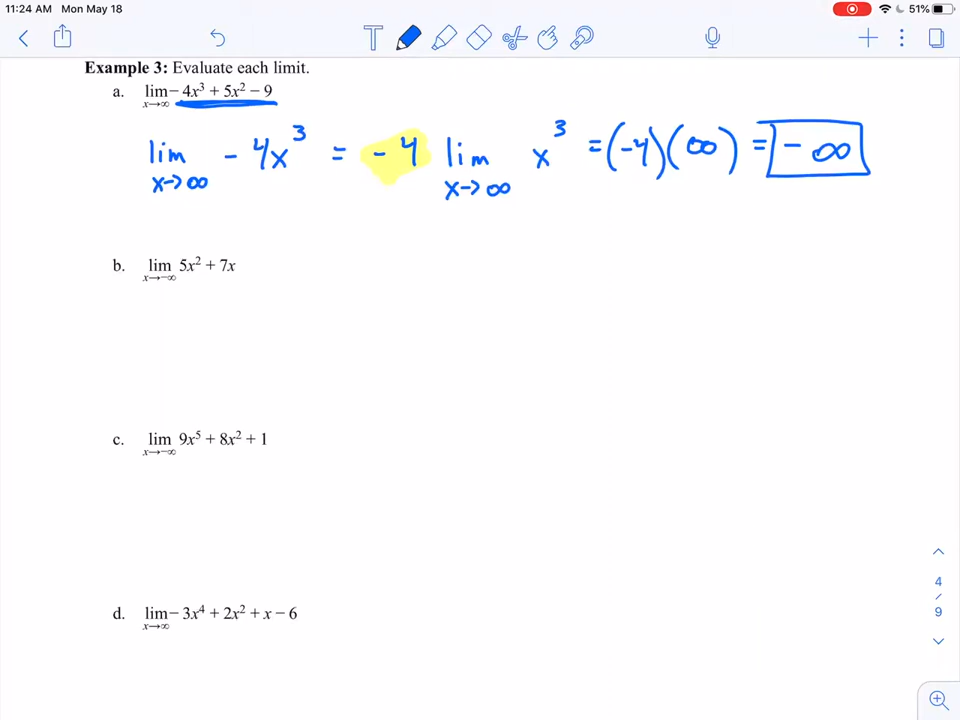 11:24 AM Mon May 18 51%
Example 3: Evaluate each limit.
a. lim x→∞ − 4x³ + 5x² − 9
lim x→∞ − 4x³ = − 4 lim x→∞ x³ = (−4)(∞) = − ∞
b. lim x→−∞ 5x² + 7x
c. lim x→−∞ 9x⁵ + 8x² + 1
d. lim x→∞ − 3x⁴ + 2x² + x − 6
4
/
9